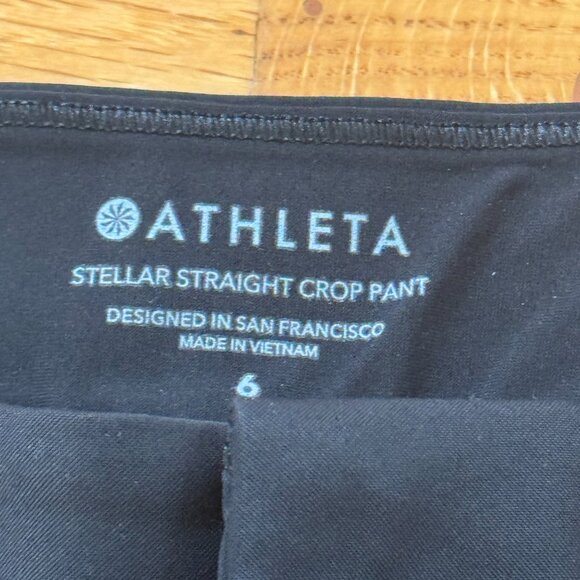 ATHLETA
STELLAR STRAIGHT CROP PANT
DESIGNED IN SAN FRANCISCO
MADE IN VIETNAM
6